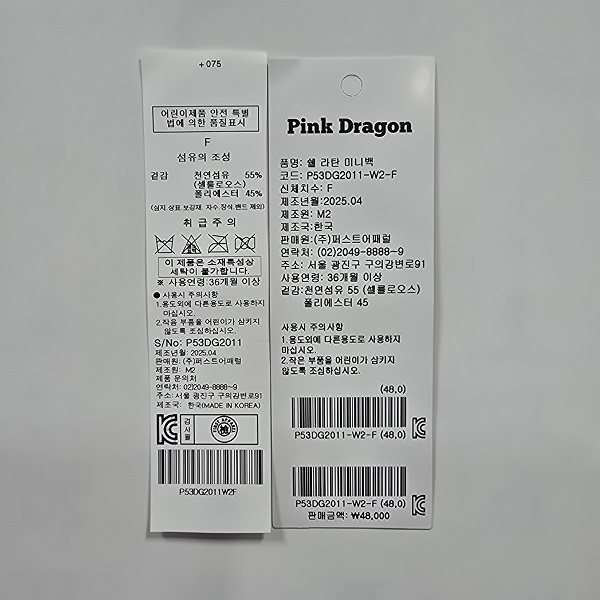 +075
어린이제품 안전 특별
법에 의한 품질표시
F
섬유의 조성
겉감 천연섬유 55%
(셀룰로오스)
폴리에스터 45%
(심지,상표,보강재, 자수,장식,밴드 제외)
취급주의
이 제품은 소재특성상
세탁이 불가합니다.
※ 사용연령:36개월 이상
● 사용시 주의사항
1.용도외에 다른용도로 사용하지
마십시오.
2.작음 부품을 어린이가 삼키지
않도록 조심하십시오.
S/No: P53DG2011
제조년월: 2025.04
판매원: (주)퍼스트어패럴
제조원: M2
제품 문의처
연락처: 02)2049-8888~9
주소: 서울 광진구 구의강변로91
제조국: 한국(MADE IN KOREA)
검사필
P53DG2011W2F
Pink Dragon
품명: 쉘 라탄 미니백
코드: P53DG2011-W2-F
신체치수: F
제조년월:2025.04
제조원: M2
제조국:한국
판매원:(주)퍼스트어패럴
연락처: (02)2049-8888~9
주소: 서울 광진구 구의강변로91
사용연령: 36개월 이상
겉감:천연섬유 55 (셀룰로오스)
폴리에스터 45
사용시 주의사항
1.용도외에 다른용도로 사용하지
마십시오.
2.작은 부품을 어린이가 삼키지
않도록 조심하십시오.
(48,0)
P53DG2011-W2-F (48,0)
P53DG2011-W2-F (48,0)
판매금액: ₩48,000